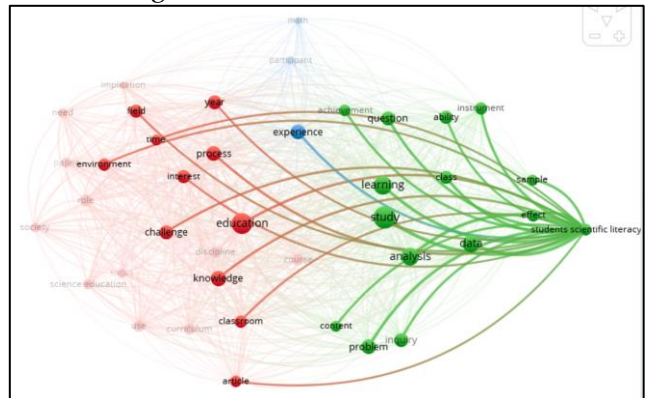 math
participant
implication
need
field
year
achievement
question
ability
instrument
time
experience
environment
process
interest
learning
class
sample
role
society
education
challenge
study
effect
students scientific literacy
discipline
course
analysis
data
knowledge
science education
use
curriculum
classroom
content
problem
inquiry
article